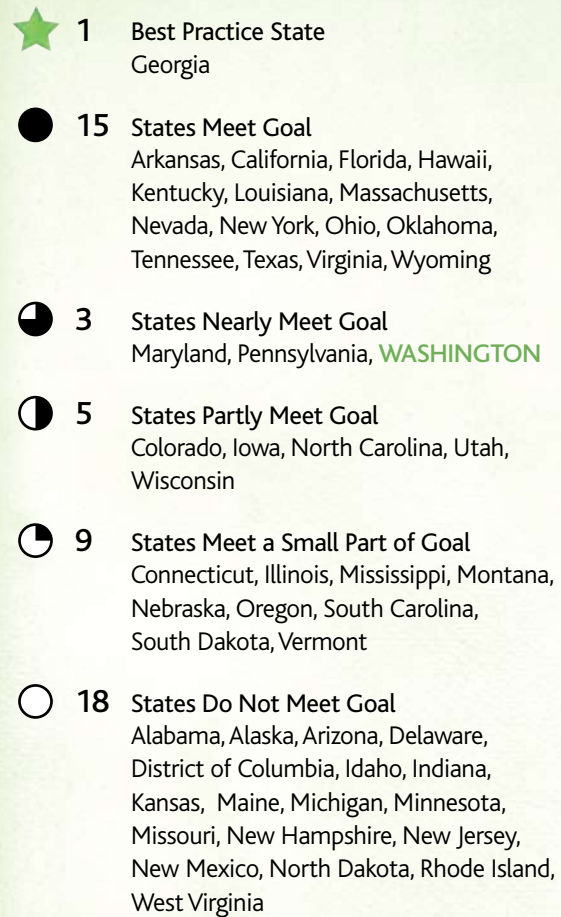 1 Best Practice State
Georgia
15 States Meet Goal
Arkansas, California, Florida, Hawaii,
Kentucky, Louisiana, Massachusetts,
Nevada, New York, Ohio, Oklahoma,
Tennessee, Texas, Virginia, Wyoming
3 States Nearly Meet Goal
Maryland, Pennsylvania, WASHINGTON
5 States Partly Meet Goal
Colorado, Iowa, North Carolina, Utah,
Wisconsin
9 States Meet a Small Part of Goal
Connecticut, Illinois, Mississippi, Montana,
Nebraska, Oregon, South Carolina,
South Dakota, Vermont
18 States Do Not Meet Goal
Alabama, Alaska, Arizona, Delaware,
District of Columbia, Idaho, Indiana,
Kansas, Maine, Michigan, Minnesota,
Missouri, New Hampshire, New Jersey,
New Mexico, North Dakota, Rhode Island,
West Virginia